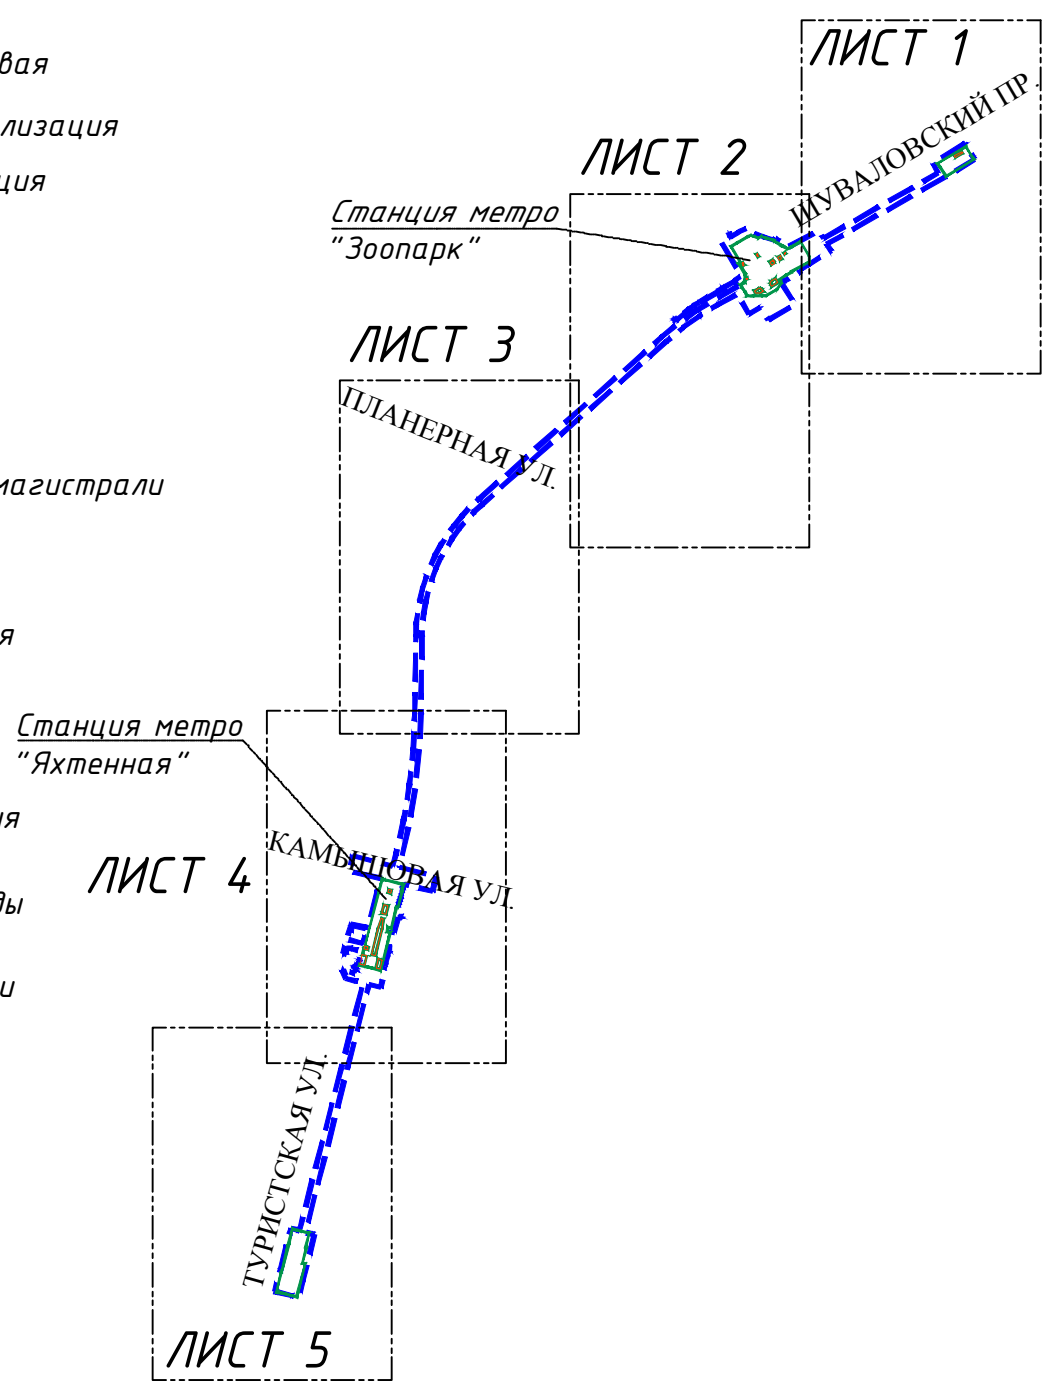 ЛИСТ 1
вая
лизация
ШУВАЛОВСКИЙ ПР.
ЛИСТ 2
ция
Станция метро
"Зоопарк"
ЛИСТ 3
ПЛАНЕРНАЯ УЛ.
магистрали
я
Станция метро
"Яхтенная"
ия
КАМЫШОВАЯ УЛ.
ЛИСТ 4
ды
и
ТУРИСТСКАЯ УЛ.
ЛИСТ 5